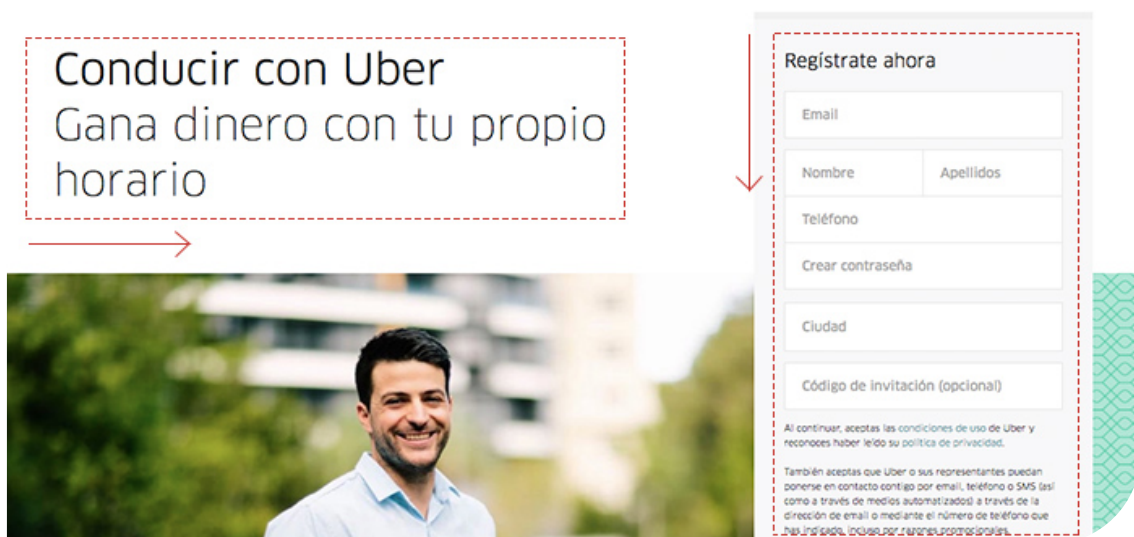 Conducir con Uber
Gana dinero con tu propio
horario
Regístrate ahora
Email
Nombre Apellidos
Teléfono
Crear contraseña
Ciudad
Código de invitación (opcional)
Al continuar, aceptas las condiciones de uso de Uber y
reconoces haber leído su política de privacidad.
También aceptas que Uber o sus representantes puedan
ponerse en contacto contigo por email, teléfono o SMS (así
como a través de medios automatizados) a través de la
dirección de email o mediante el número de teléfono que
has indicado, incluso por razones promocionales.